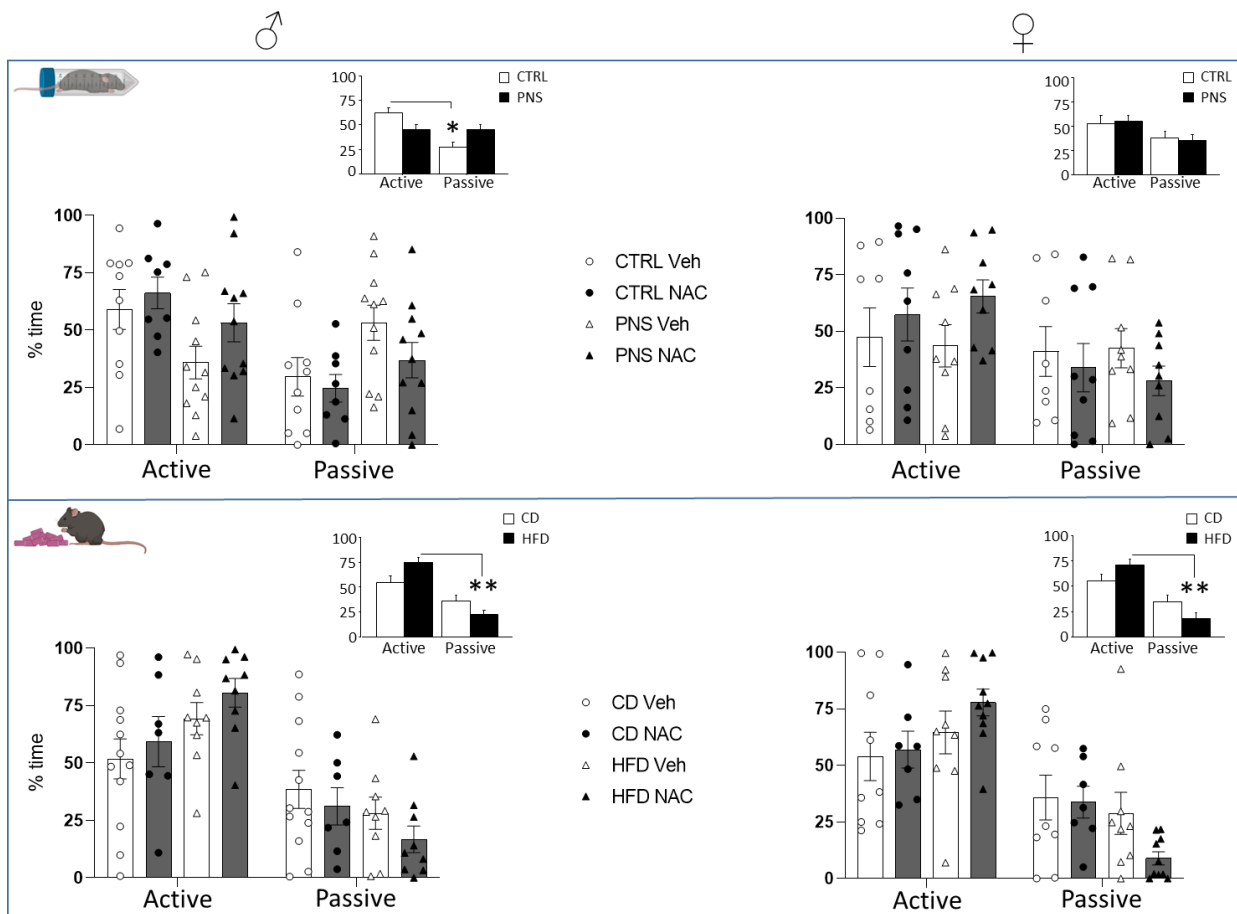 ♂
♀
100
75
50
25
0
*
Active
Passive
CTRL
PNS
100
75
50
25
0
Active
Passive
CTRL
PNS
% time
100
75
50
25
0
Active
Passive
CTRL Veh
CTRL NAC
PNS Veh
PNS NAC
100
75
50
25
0
Active
Passive
100
75
50
25
0
**
Active
Passive
CD
HFD
100
75
50
25
0
**
Active
Passive
CD
HFD
% time
100
75
50
25
0
Active
Passive
CD Veh
CD NAC
HFD Veh
HFD NAC
100
75
50
25
0
Active
Passive